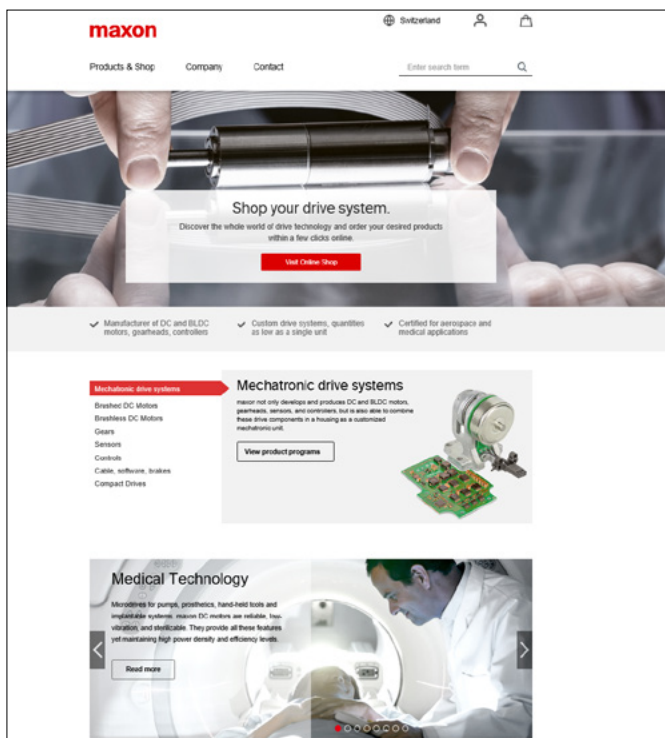 maxon
Switzerland
Products & Shop
Company
Contact
Enter search term
Shop your drive system.
Discover the whole world of drive technology and order your desired products
within a few clicks online.
Visit Online Shop
Manufacturer of DC and BLDC
motors, gearheads, controllers
Custom drive systems, quantities
as low as a single unit
Certified for aerospace and
medical applications
Mechatronic drive systems
Brushed DC Motors
Brushless DC Motors
Gears
Sensors
Controls
Cable, software, brakes
Compact Drives
Mechatronic drive systems
maxon not only develops and produces DC and BLDC motors,
gearheads, sensors, and controllers, but is also able to combine
these drive components in a housing as a customized
mechatronic unit.
View product programs
Medical Technology
Microdrives for pumps, prosthetics, hand-held tools and
implantable systems. maxon DC motors are reliable, low-
vibration, and sterilizable. They provide all these features
yet maintaining high power density and efficiency levels.
Read more